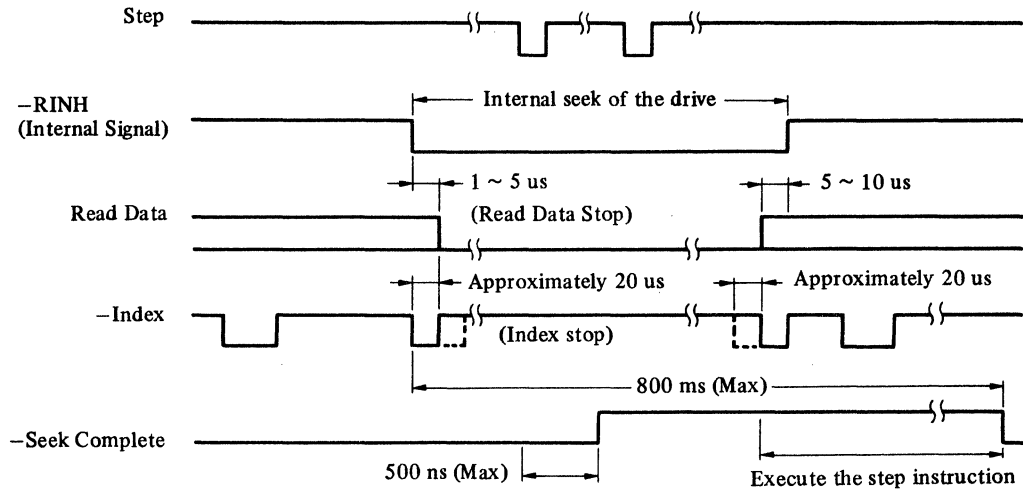 Step
—RINH
(Internal Signal)
Internal seek of the drive
1 ~ 5 us
5 ~ 10 us
Read Data
(Read Data Stop)
Approximately 20 us
Approximately 20 us
—Index
(Index stop)
800 ms (Max)
—Seek Complete
500 ns (Max)
Execute the step instruction